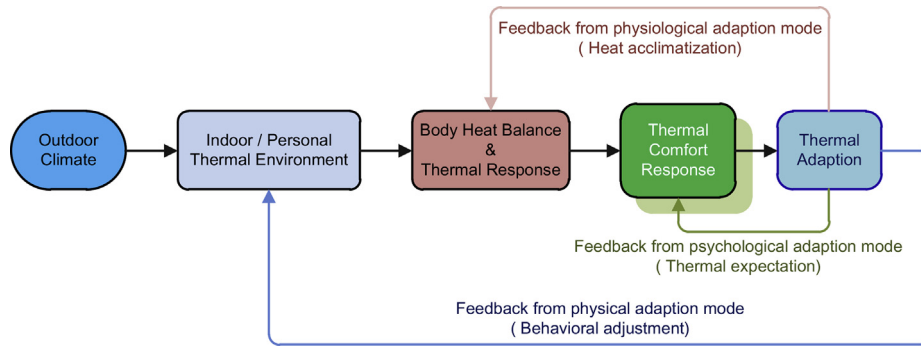 Feedback from physiological adaption mode
( Heat acclimatization)
Outdoor
Climate
Indoor / Personal
Thermal Environment
Body Heat Balance
&
Thermal Response
Thermal
Comfort
Response
Thermal
Adaption
Feedback from psychological adaption mode
( Thermal expectation)
Feedback from physical adaption mode
( Behavioral adjustment)